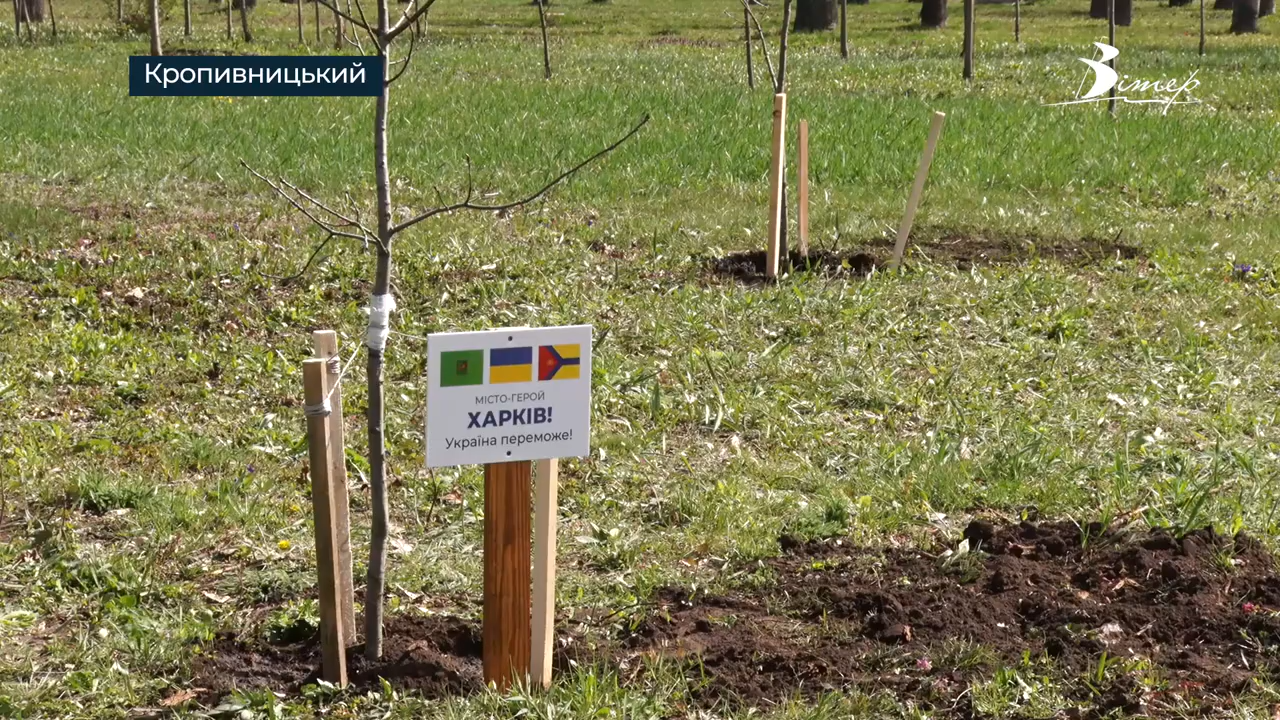 Кропивницький
Вітер
МІСТО-ГЕРОЙ
ХАРКІВ!
Україна переможе!